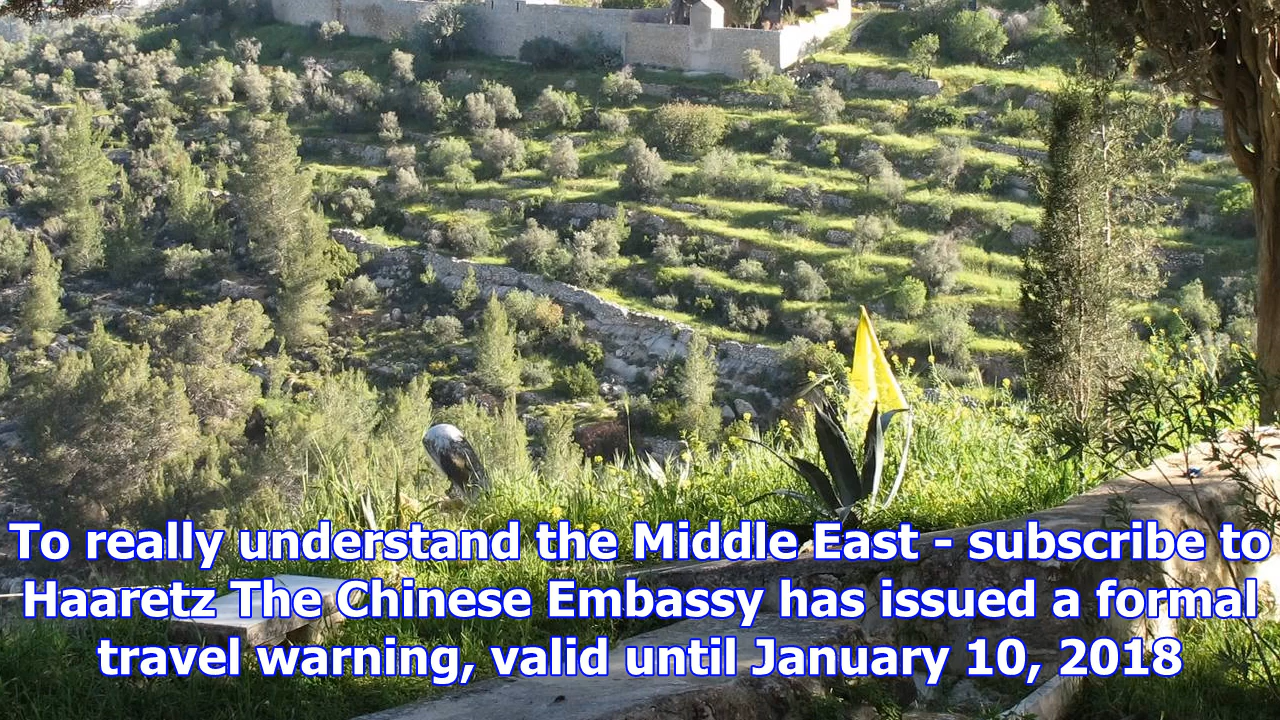 To really understand the Middle East - subscribe to
Haaretz The Chinese Embassy has issued a formal
travel warning, valid until January 10, 2018